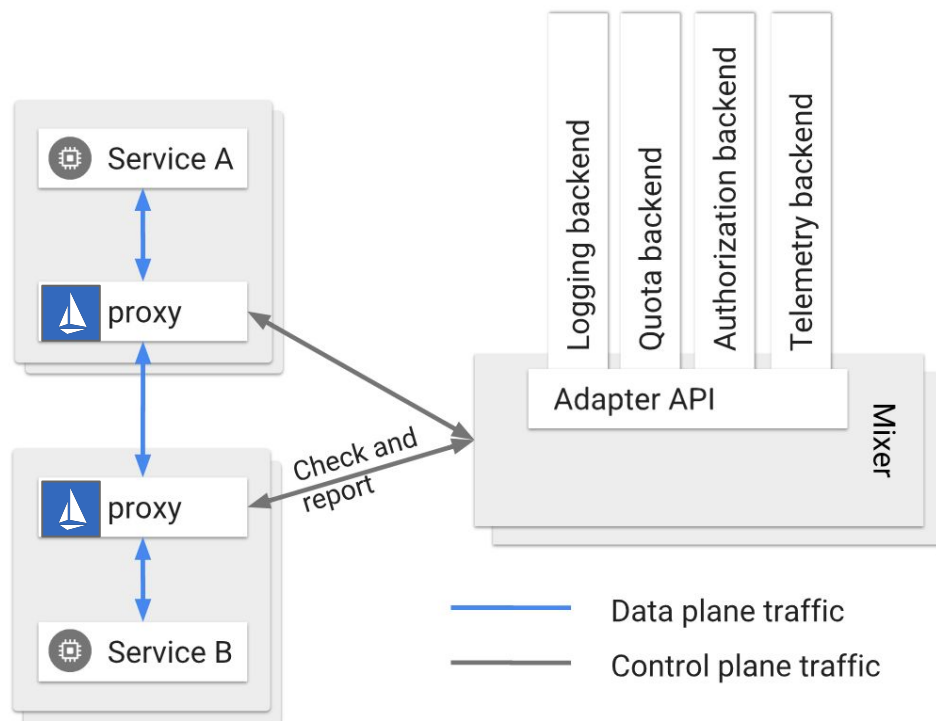 Service A
proxy
proxy
Service B
Check and
report
Logging backend
Quota backend
Authorization backend
Telemetry backend
Adapter API
Mixer
Data plane traffic
Control plane traffic